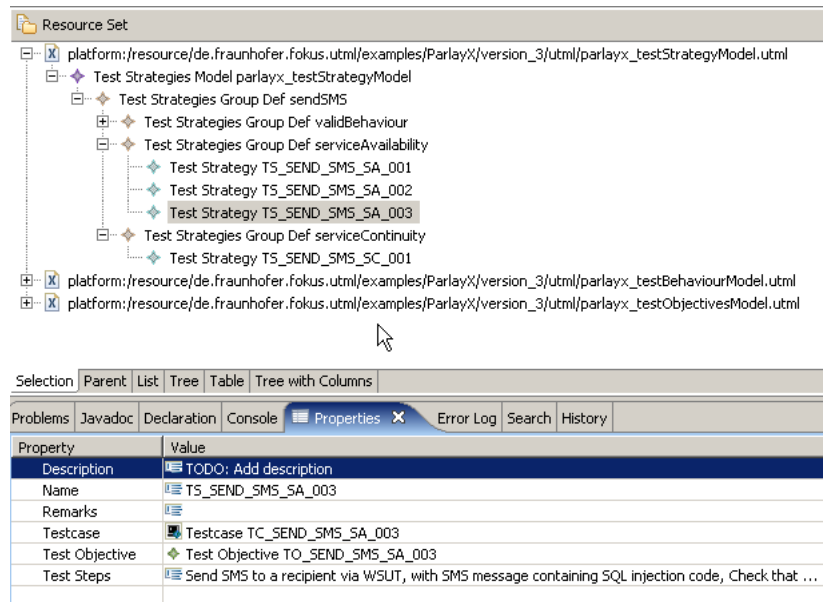 Resource Set
platform:/resource/de.fraunhofer.fokus.utml/examples/ParlayX/version_3/utml/parlayx_testStrategyModel.utml
Test Strategies Model parlayx_testStrategyModel
Test Strategies Group Def sendSMS
Test Strategies Group Def validBehaviour
Test Strategies Group Def serviceAvailability
Test Strategy TS_SEND_SMS_SA_001
Test Strategy TS_SEND_SMS_SA_002
Test Strategy TS_SEND_SMS_SA_003
Test Strategies Group Def serviceContinuity
Test Strategy TS_SEND_SMS_SC_001
platform:/resource/de.fraunhofer.fokus.utml/examples/ParlayX/version_3/utml/parlayx_testBehaviourModel.utml
platform:/resource/de.fraunhofer.fokus.utml/examples/ParlayX/version_3/utml/parlayx_testObjectivesModel.utml
Selection Parent List Tree Table Tree with Columns
Problems Javadoc Declaration Console Properties Error Log Search History
Property Value
Description TODO: Add description
Name TS_SEND_SMS_SA_003
Remarks
Testcase Testcase TC_SEND_SMS_SA_003
Test Objective Test Objective TO_SEND_SMS_SA_003
Test Steps Send SMS to a recipient via WSUT, with SMS message containing SQL injection code, Check that ...